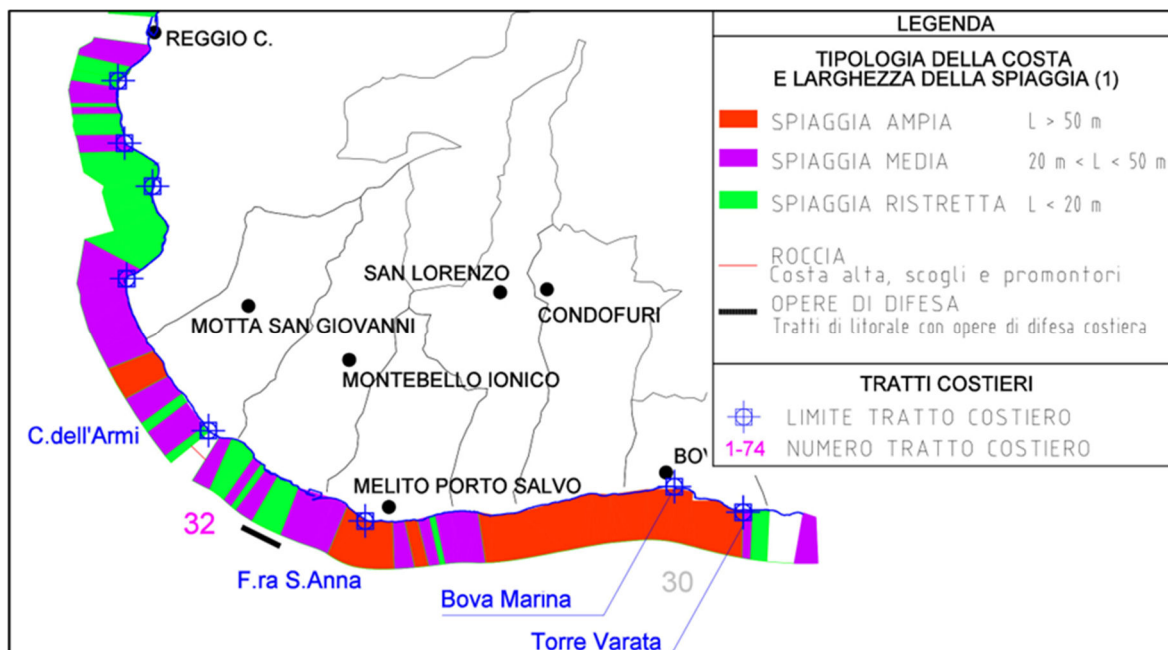 REGGIO C.
SAN LORENZO
CONDOFURI
MOTTA SAN GIOVANNI
MONTEBELLO IONICO
C.dell'Armi
MELITO PORTO SALVO
BOV
32
F.ra S.Anna
30
Bova Marina
Torre Varata
LEGENDA
TIPOLOGIA DELLA COSTA
E LARGHEZZA DELLA SPIAGGIA (1)
SPIAGGIA AMPIA L > 50 m
SPIAGGIA MEDIA 20 m < L < 50 m
SPIAGGIA RISTRETTA L < 20 m
ROCCIA
Costa alta, scogli e promontori
OPERE DI DIFESA
Tratti di litorale con opere di difesa costiera
TRATTI COSTIERI
LIMITE TRATTO COSTIERO
1-74 NUMERO TRATTO COSTIERO